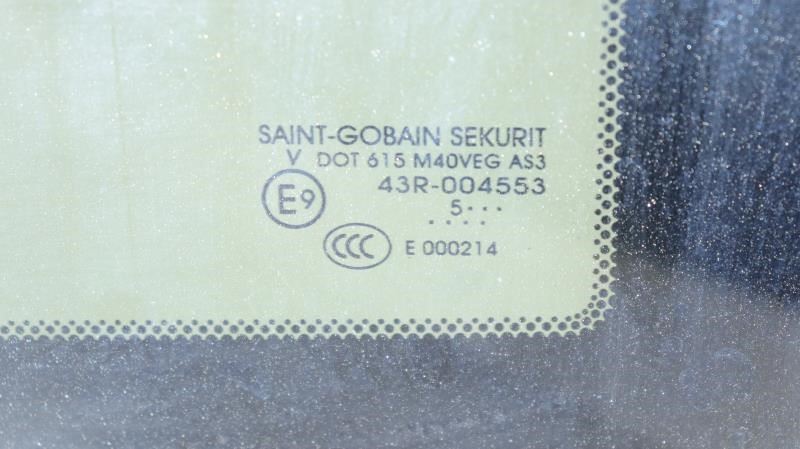 SAINT-GOBAIN SEKURIT
V DOT 615 M40VEG AS3
E9 43R-004553
5...
....
CCC E 000214